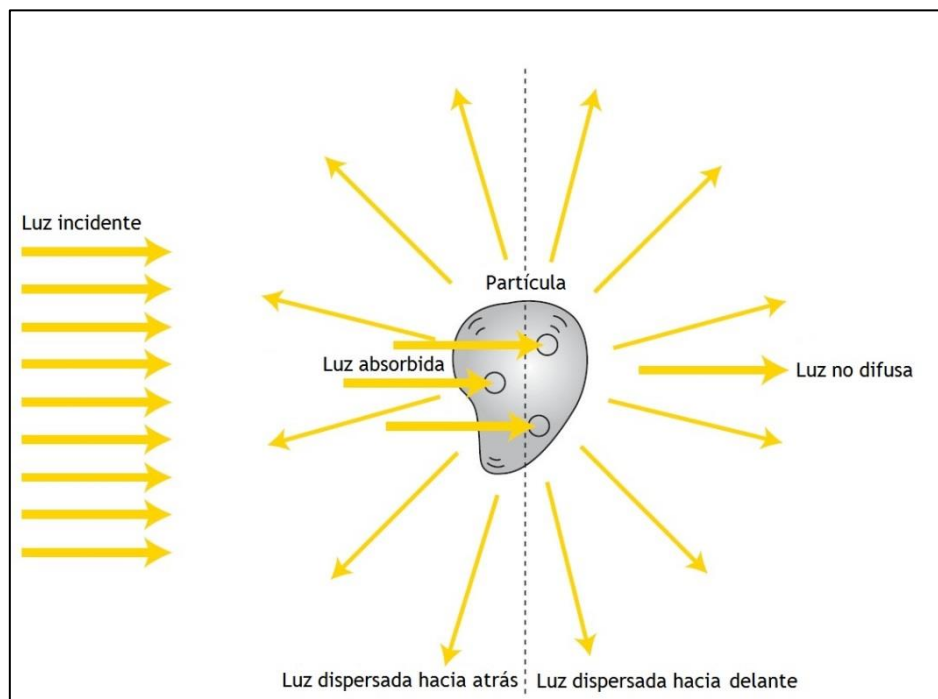 Luz incidente
Partícula
Luz absorbida
Luz no difusa
Luz dispersada hacia atrás
Luz dispersada hacia delante